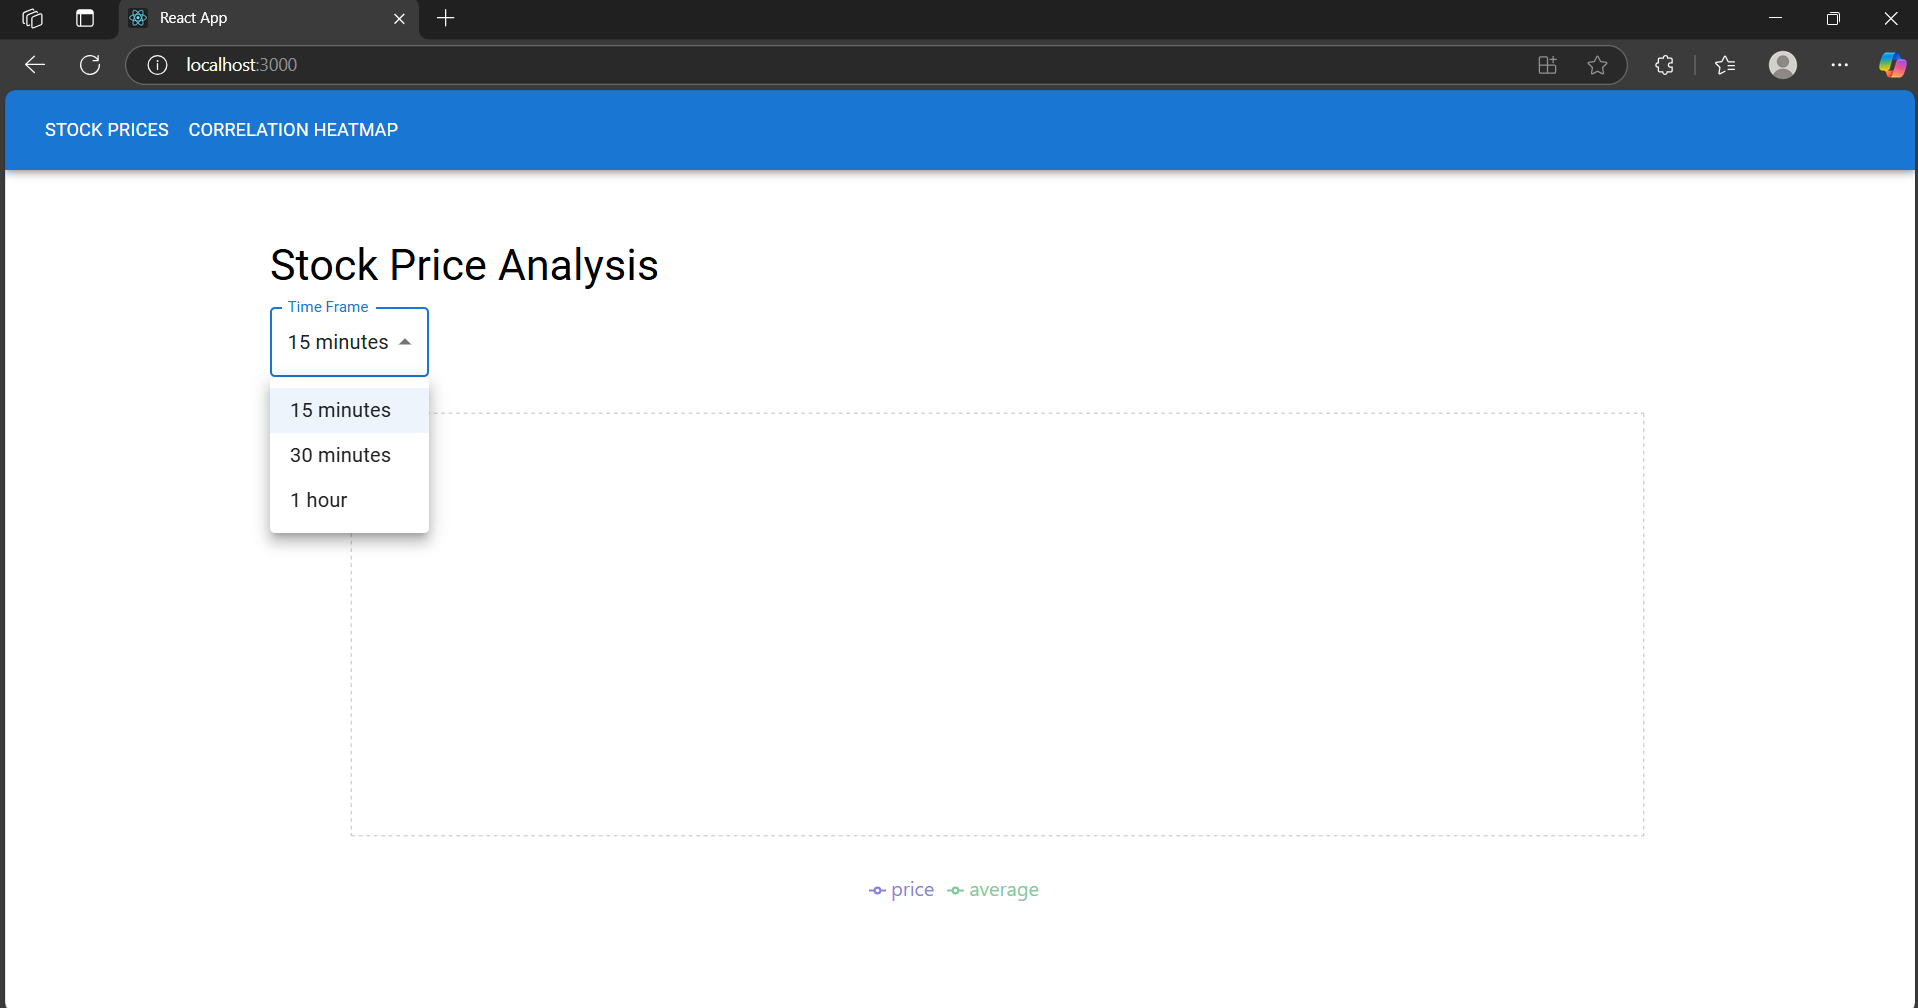 React App
localhost:3000
STOCK PRICES CORRELATION HEATMAP
Stock Price Analysis
Time Frame
15 minutes
15 minutes
30 minutes
1 hour
price average